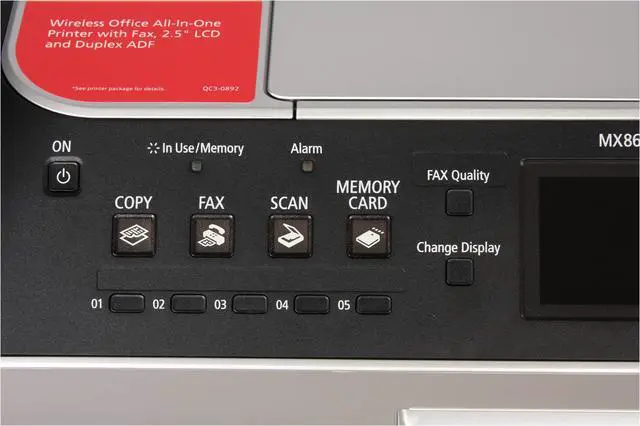 Wireless Office All-In-One
Printer with Fax, 2.5" LCD
and Duplex ADF
*See printer package for details.
QC3-0892
MX86
ON
In Use/Memory
Alarm
FAX Quality
COPY
FAX
SCAN
MEMORY
CARD
Change Display
01
02
03
04
05